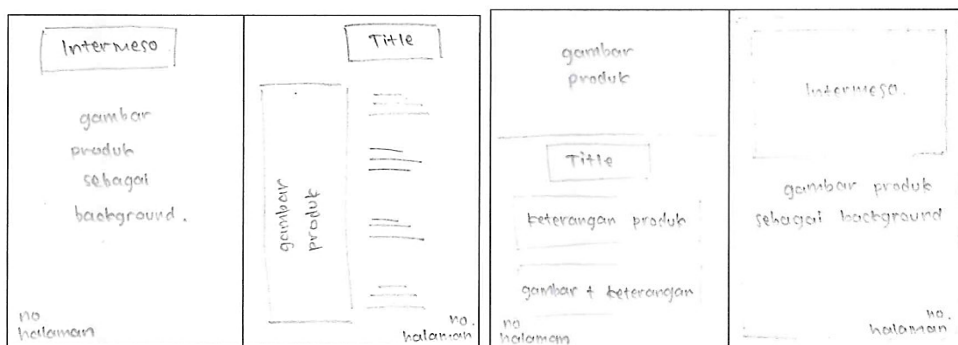 Intermeso
gambar
produk
sebagai
background.
no
halaman
Title
gambar
produk
no.
halaman
gambar
produk
Title
keterangan produk
gambar + keterangan
no
halaman
Intermeso.
gambar produk
sebagai background
no.
halaman